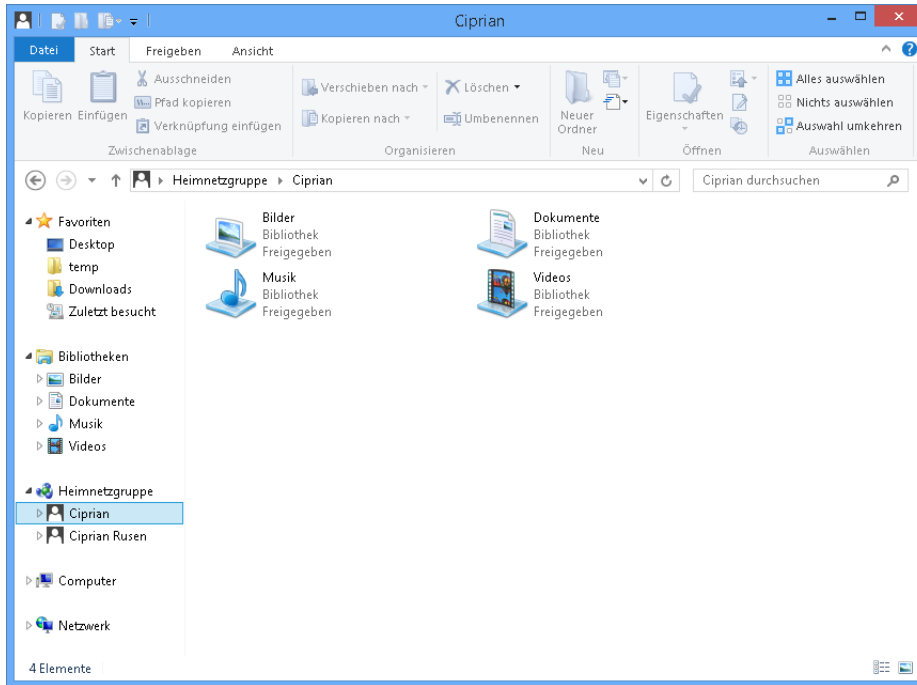 Ciprian
Datei Start Freigeben Ansicht
Kopieren Einfügen
Ausschneiden
Pfad kopieren
Verknüpfung einfügen
Zwischenablage
Verschieben nach
Kopieren nach
Löschen
Umbenennen
Organisieren
Neuer
Ordner
Neu
Eigenschaften
Öffnen
Alles auswählen
Nichts auswählen
Auswahl umkehren
Auswählen
Heimnetzgruppe Ciprian
Ciprian durchsuchen
Favoriten
Desktop
temp
Downloads
Zuletzt besucht
Bibliotheken
Bilder
Dokumente
Musik
Videos
Heimnetzgruppe
Ciprian
Ciprian Rusen
Computer
Netzwerk
Bilder
Bibliothek
Freigegeben
Dokumente
Bibliothek
Freigegeben
Musik
Bibliothek
Freigegeben
Videos
Bibliothek
Freigegeben
4 Elemente